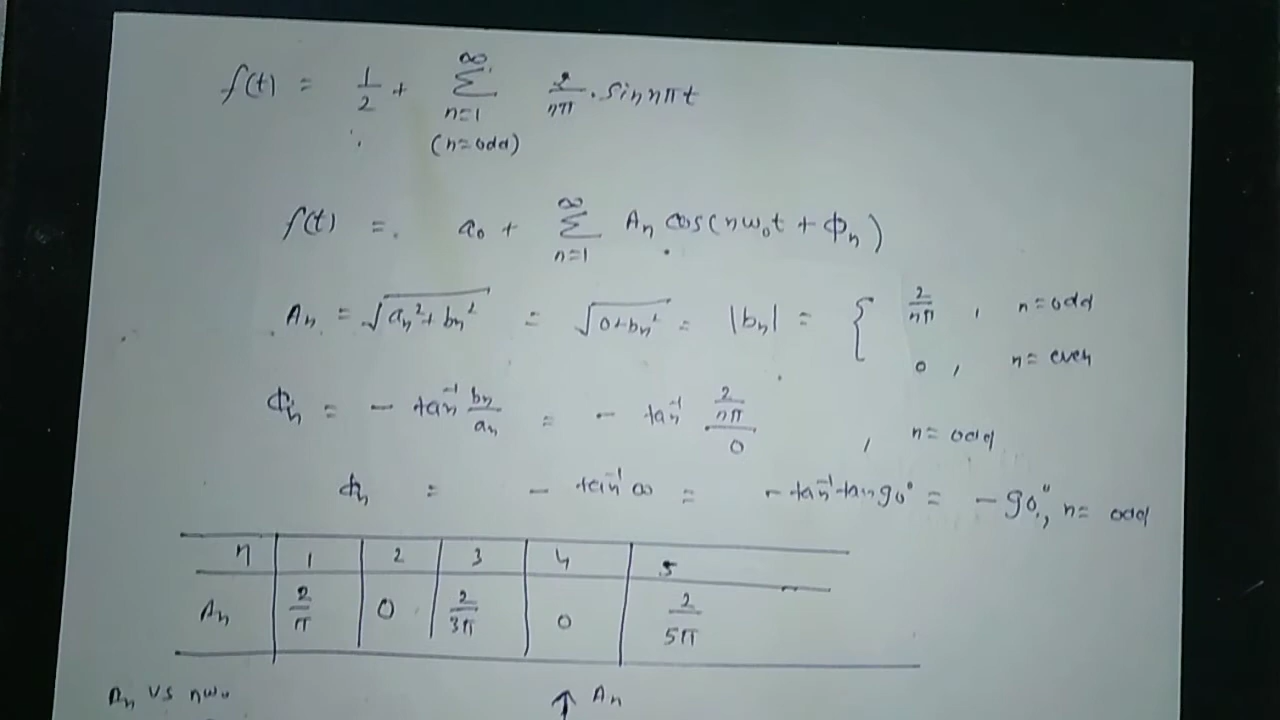 f(t) = 1/2 + ∞ Σ n=1 (n=odd) 2/nπ . sin nπt
f(t) = a₀ + ∞ Σ n=1 Aₙ cos(nω₀t + ϕₙ)
Aₙ = √(aₙ² + bₙ²) = √(0+bₙ²) = |bₙ| = { 2/nπ , n=odd
0 , n= even
ϕₙ = - tan⁻¹ bₙ/aₙ = - tan⁻¹ (2/nπ)/0 , n= odd
ϕₙ = - tan⁻¹ ∞ = - tan⁻¹ tan 90° = - 90°, n= odd
n 1 2 3 4 5
Aₙ 2/π 0 2/3π 0 2/5π
Aₙ vs nω₀ ↑ Aₙ